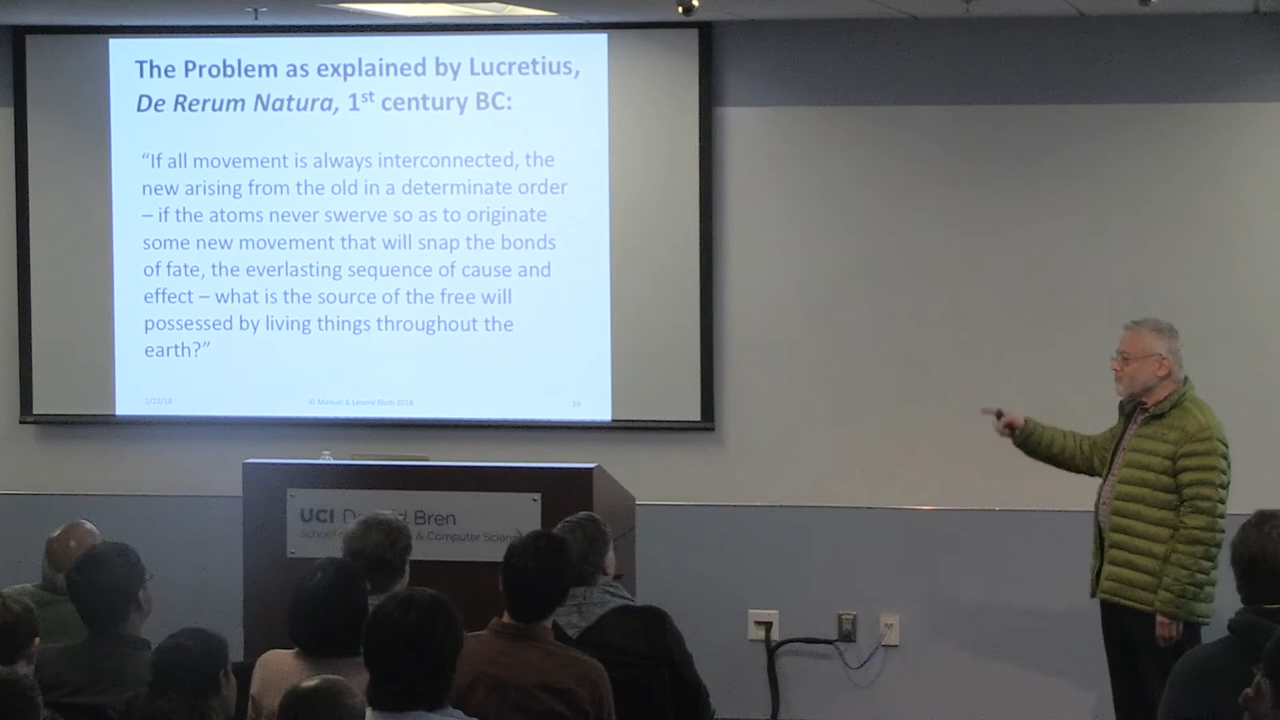 The Problem as explained by Lucretius,
De Rerum Natura, 1st century BC:
“If all movement is always interconnected, the
new arising from the old in a determinate order
– if the atoms never swerve so as to originate
some new movement that will snap the bonds
of fate, the everlasting sequence of cause and
effect – what is the source of the free will
possessed by living things throughout the
earth?”
2/23/18 © Manuel & Lenore Blum 2018
UCI Bren
School & Computer Science